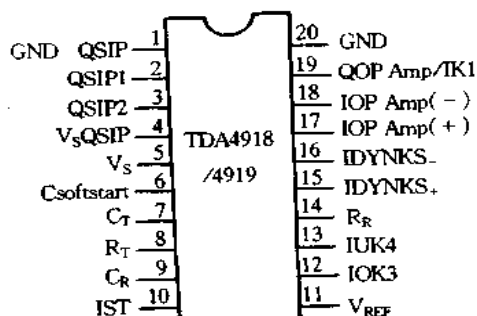 GND QSIP 1
QSIP1 2
QSIP2 3
VSQSIP 4
VS 5
Csoftstart 6
CT 7
RT 8
CR 9
IST 10
TDA4918
/4919
20 GND
19 QOP Amp/IK1
18 IOP Amp(-)
17 IOP Amp(+)
16 IDYNKS-
15 IDYNKS+
14 RR
13 IUK4
12 IOK3
11 VREF